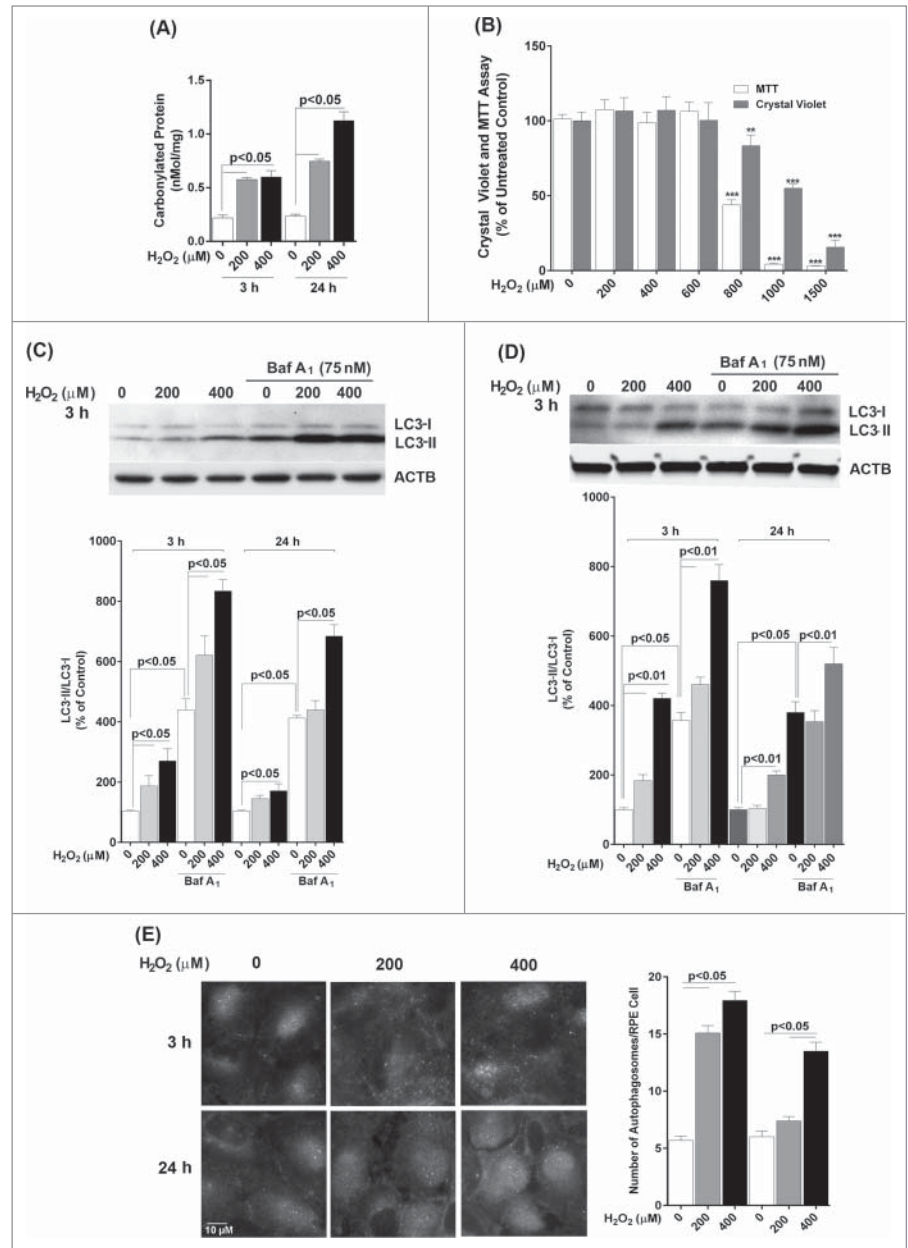 (A)
Carbonylated Protein
(nMol/mg)
1.5
1.0
0.5
0.0
p<0.05
p<0.05
H₂O₂ (µM)
0 200 400 0 200 400
3 h 24 h
(B)
Crystal Violet and MTT Assay
(% of Untreated Control)
150
100
50
0
MTT
Crystal Violet
** *** *** *** *** ***
H₂O₂ (µM)
0 200 400 600 800 1000 1500
(C)
Baf A₁ (75 nM)
H₂O₂ (µM) 0 200 400 0 200 400
3 h
LC3-I
LC3-II
ACTB
LC3-II/LC3-I
(% of Control)
1000
800
600
400
200
0
3 h 24 h
p<0.05
p<0.05
p<0.05
p<0.05
p<0.05
p<0.05
H₂O₂ (µM) 0 200 400 0 200 400 0 200 400 0 200 400
Baf A₁ Baf A₁
(D)
Baf A₁ (75 nM)
H₂O₂ (µM) 0 200 400 0 200 400
3 h
LC3-I
LC3-II
ACTB
LC3-II/LC3-I
(% of Control)
1000
800
600
400
200
0
3 h 24 h
p<0.01
p<0.05
p<0.01
p<0.05
p<0.01
p<0.01
H₂O₂ (µM) 0 200 400 0 200 400 0 200 400 0 200 400
Baf A₁ Baf A₁
(E)
H₂O₂ (µM) 0 200 400
3 h
24 h
10 µM
Number of Autophagosomes/RPE Cell
20
15
10
5
0
p<0.05
p<0.05
H₂O₂ (µM) 0 200 400 0 200 400